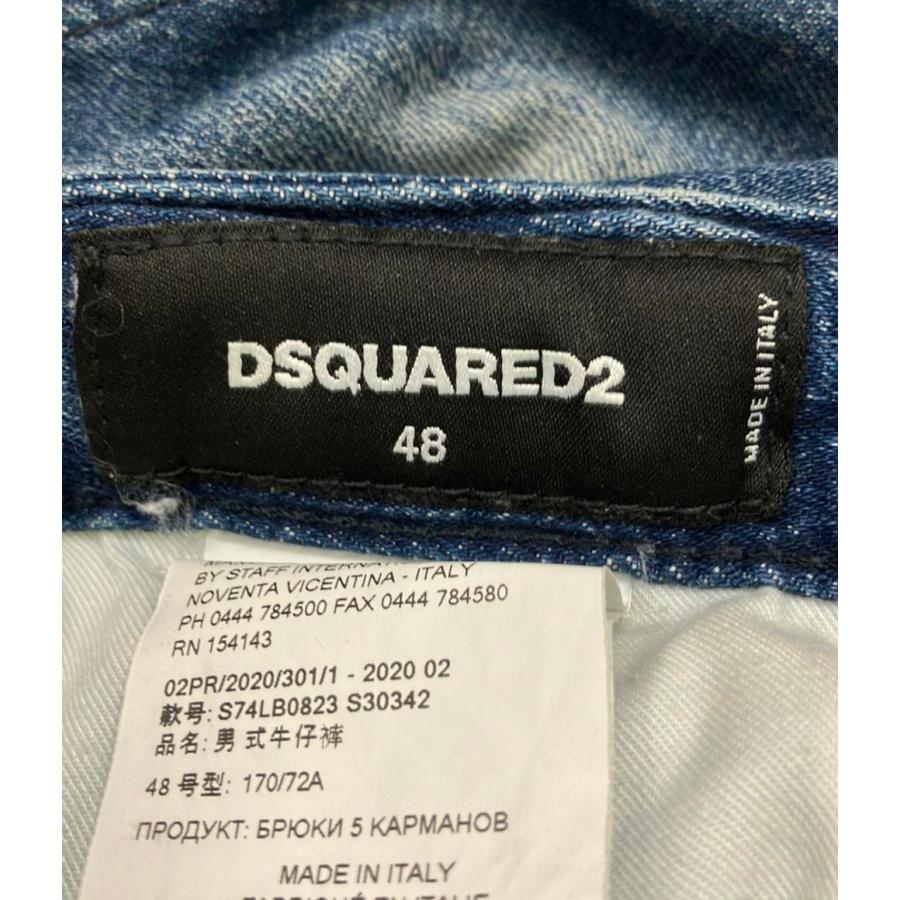 DSQUARED2
48
MADE IN ITALY
BY STAFF
NOVENTA VICENTINA - ITALY
PH 0444 784500 FAX 0444 784580
RN 154143
02PR/2020/301/1 - 2020 02
款号: S74LB0823 S30342
品名: 男 式牛仔裤
48 号型: 170/72A
ПРОДУКТ: БРЮКИ 5 КАРМАНОВ
MADE IN ITALY